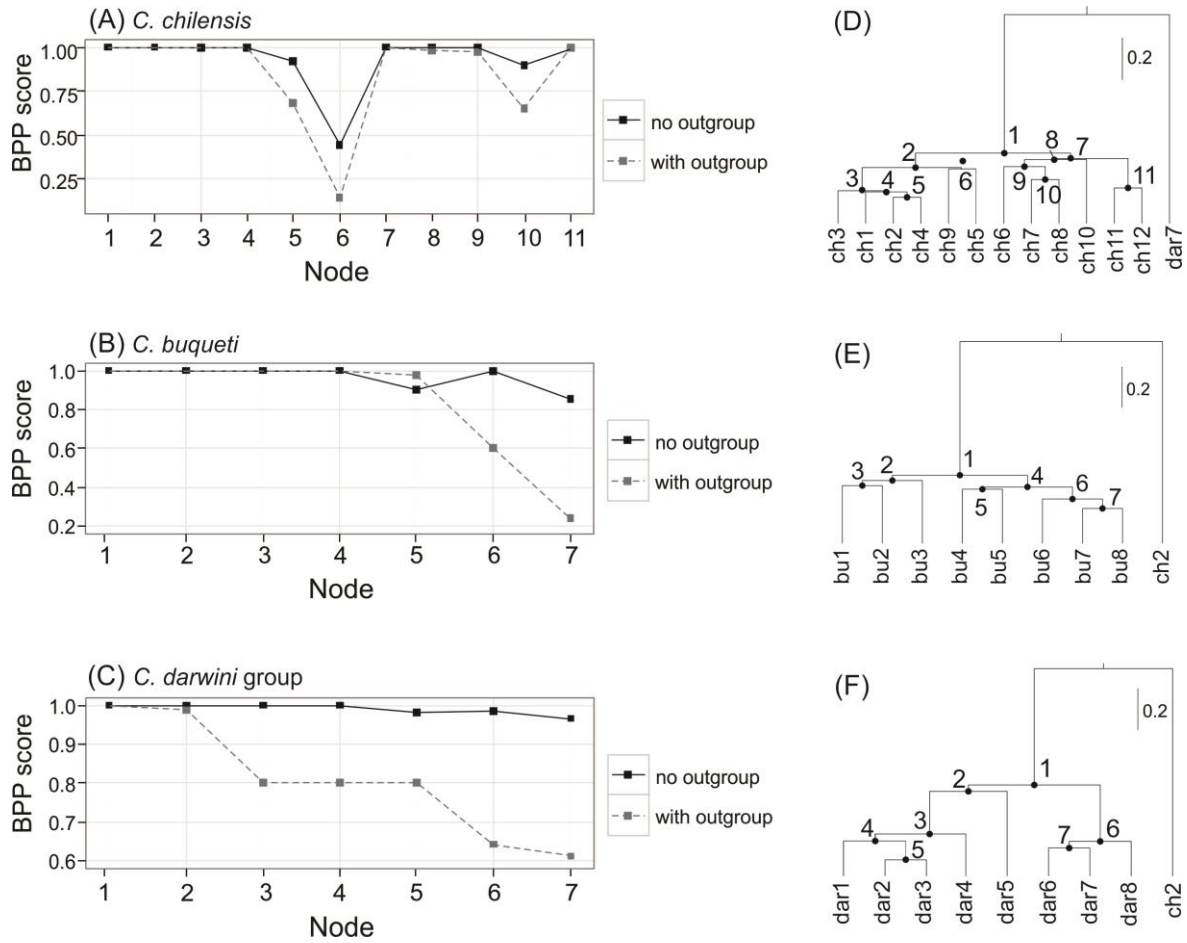 (A) C. chilensis
BPP score
1.00
0.75
0.50
0.25
1 2 3 4 5 6 7 8 9 10 11
Node
no outgroup
with outgroup
(D)
0.2
1
2
3
4
5
6
7
8
9
10
11
ch3 ch1 ch2 ch4 ch9 ch5 ch6 ch7 ch8 ch10 ch11 ch12 dar7
(B) C. buqueti
BPP score
1.0
0.8
0.6
0.4
0.2
1 2 3 4 5 6 7
Node
no outgroup
with outgroup
(E)
0.2
1
2
3
4
5
6
7
bu1 bu2 bu3 bu4 bu5 bu6 bu7 bu8 ch2
(C) C. darwini group
BPP score
1.0
0.9
0.8
0.7
0.6
1 2 3 4 5 6 7
Node
no outgroup
with outgroup
(F)
0.2
1
2
3
4
5
6
7
dar1 dar2 dar3 dar4 dar5 dar6 dar7 dar8 ch2